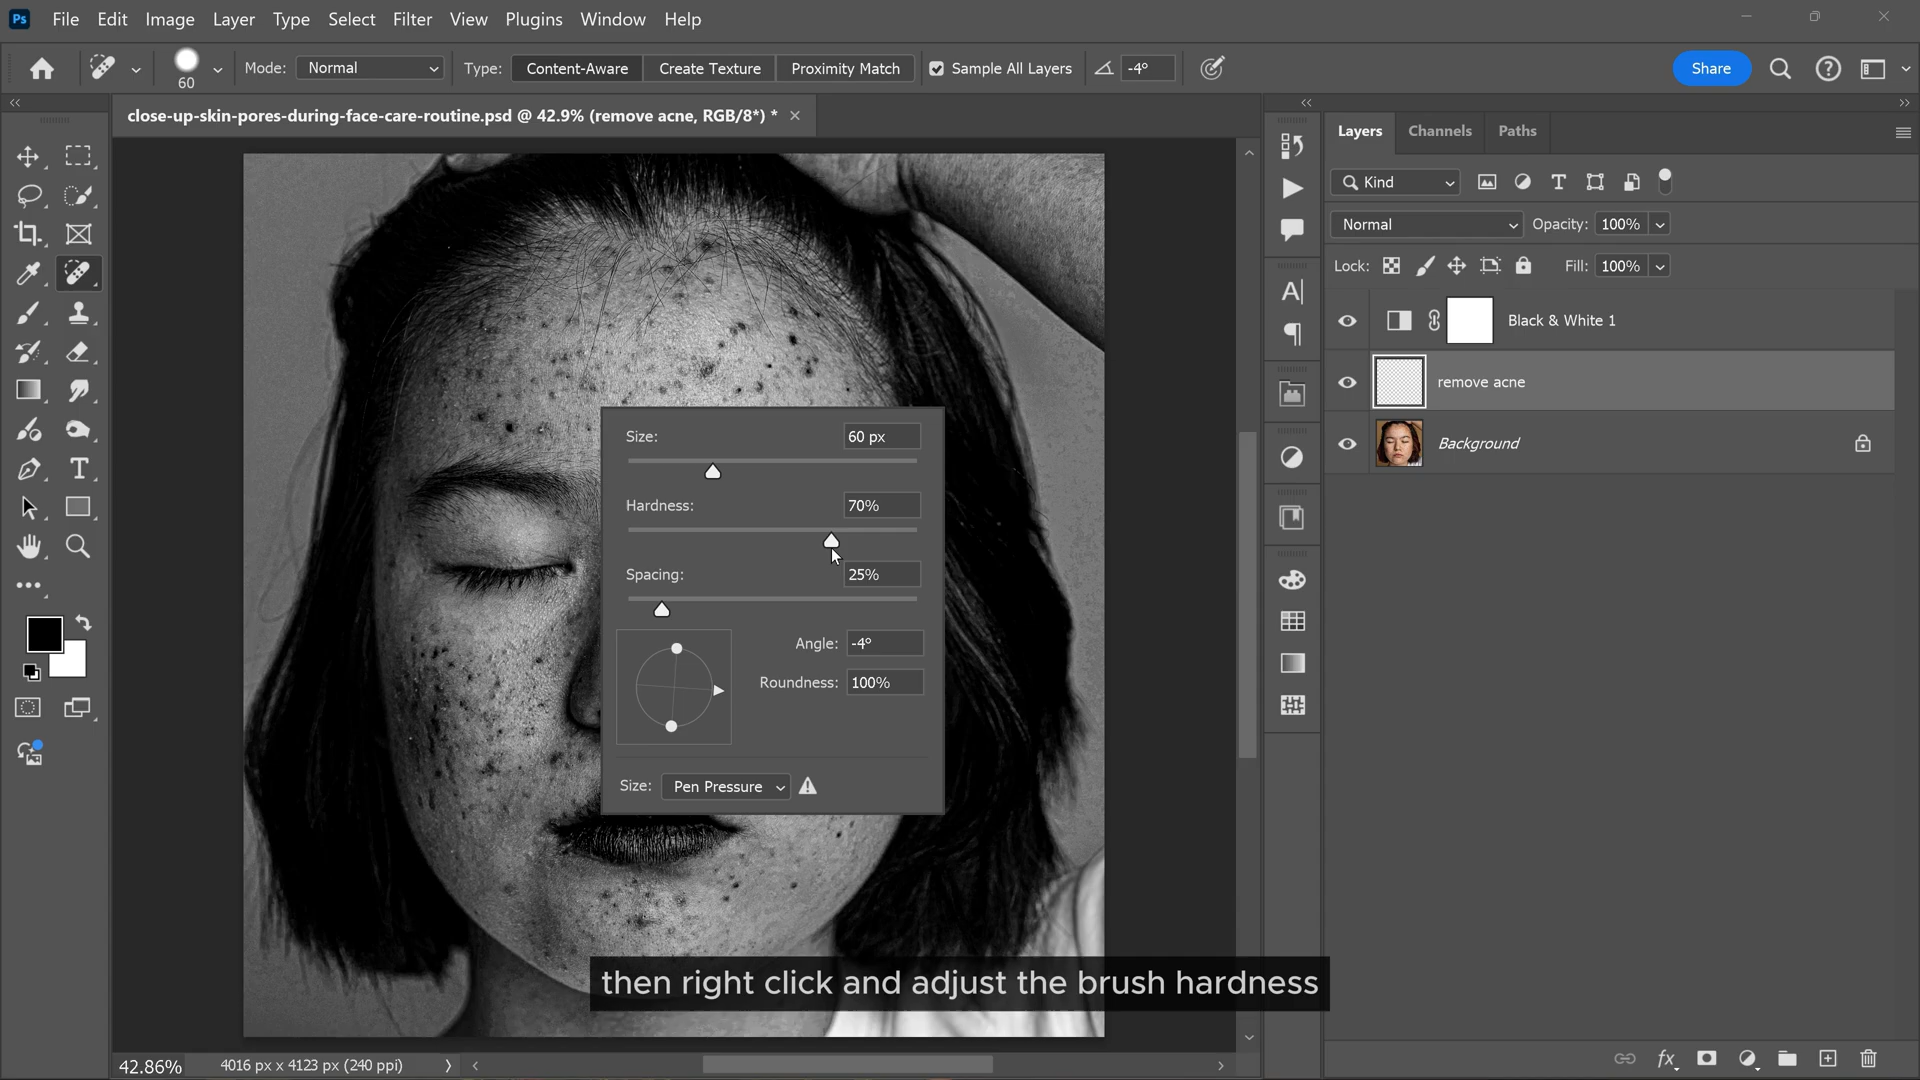 Ps File Edit Image Layer Type Select Filter View Plugins Window Help
60 Mode: Normal Type: Content-Aware Create Texture Proximity Match Sample All Layers -4° Share
close-up-skin-pores-during-face-care-routine.psd @ 42.9% (remove acne, RGB/8*) *
Layers Channels Paths
Kind
Normal Opacity: 100%
Lock: Fill: 100%
Black & White 1
remove acne
Background
Size: 60 px
Hardness: 70%
Spacing: 25%
Angle: -4°
Roundness: 100%
Size: Pen Pressure
then right click and adjust the brush hardness
42.86% 4016 px x 4123 px (240 ppi)